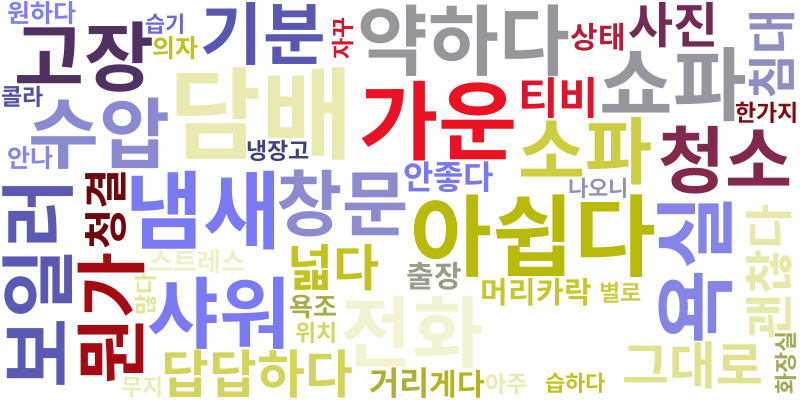 원하다
습기
의자
기분
자꾸
약하다
상태
사진
침대
고장
콜라
수압
담배
가운
티비
쇼파
한가지
안나
냉장고
소파
청소
안좋다
나오니
보일러
청결
냄새
창문
아쉽다
욕실
괜찮다
뭔가
스트레스
많다
넓다
출장
머리카락
별로
샤워
욕조
위치
전화
답답하다
무지
거리게다
아주
습하다
그대로
화장실